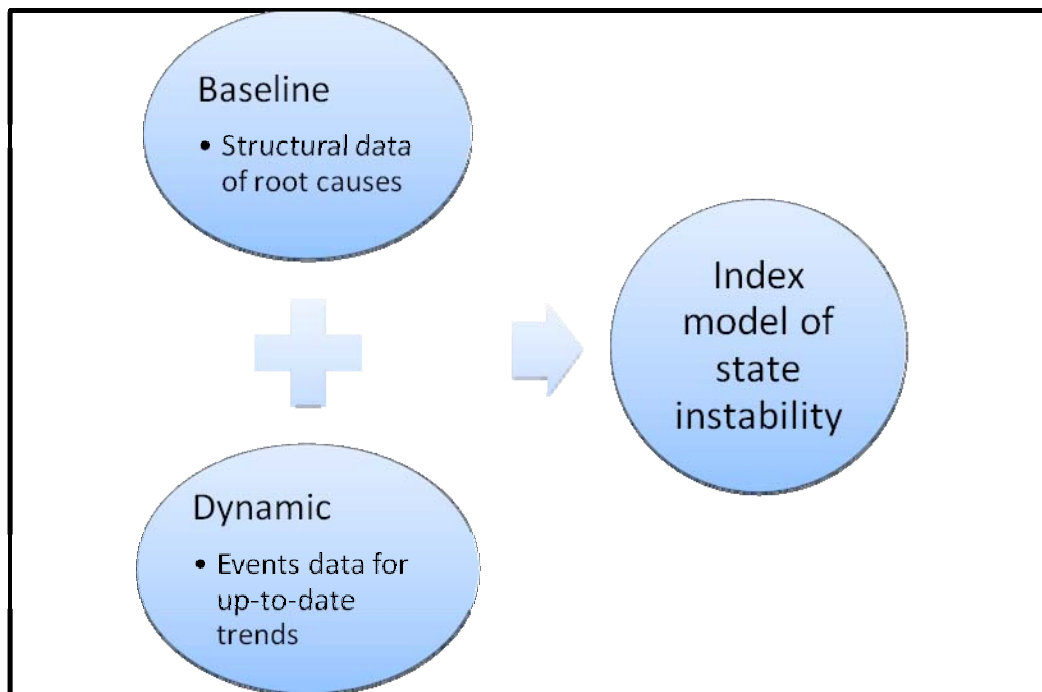 Baseline
• Structural data
of root causes
Dynamic
• Events data for
up-to-date
trends
Index
model of
state
instability